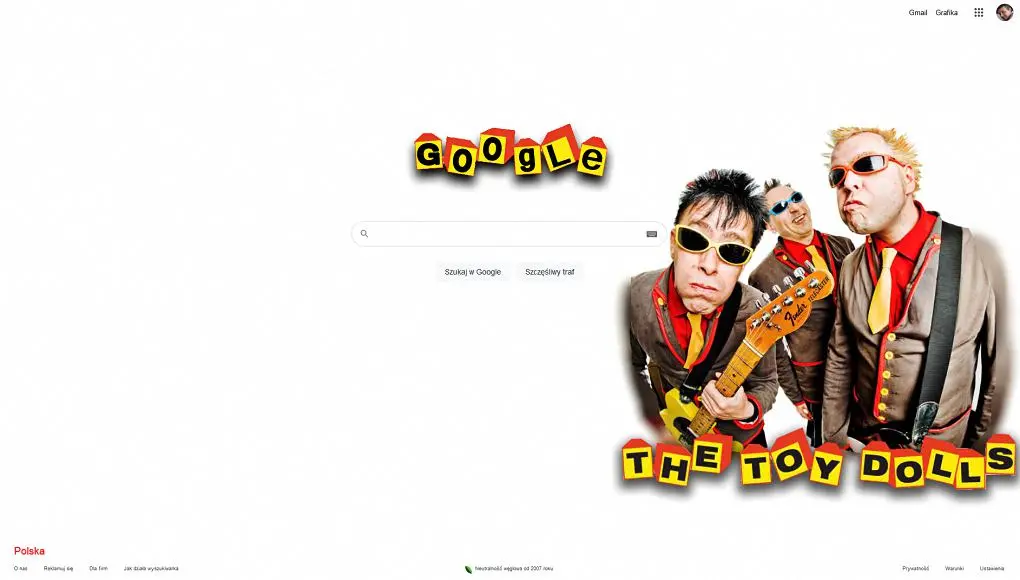 Gmail Grafika
GoogLe
Szukaj w Google Szczęśliwy traf
Fender TELECASTER
THE TOY DOLLS
Polska
O nas Reklamuj się Dla firm Jak działa wyszukiwarka Neutralność węglowa od 2007 roku Prywatność Warunki Ustawienia